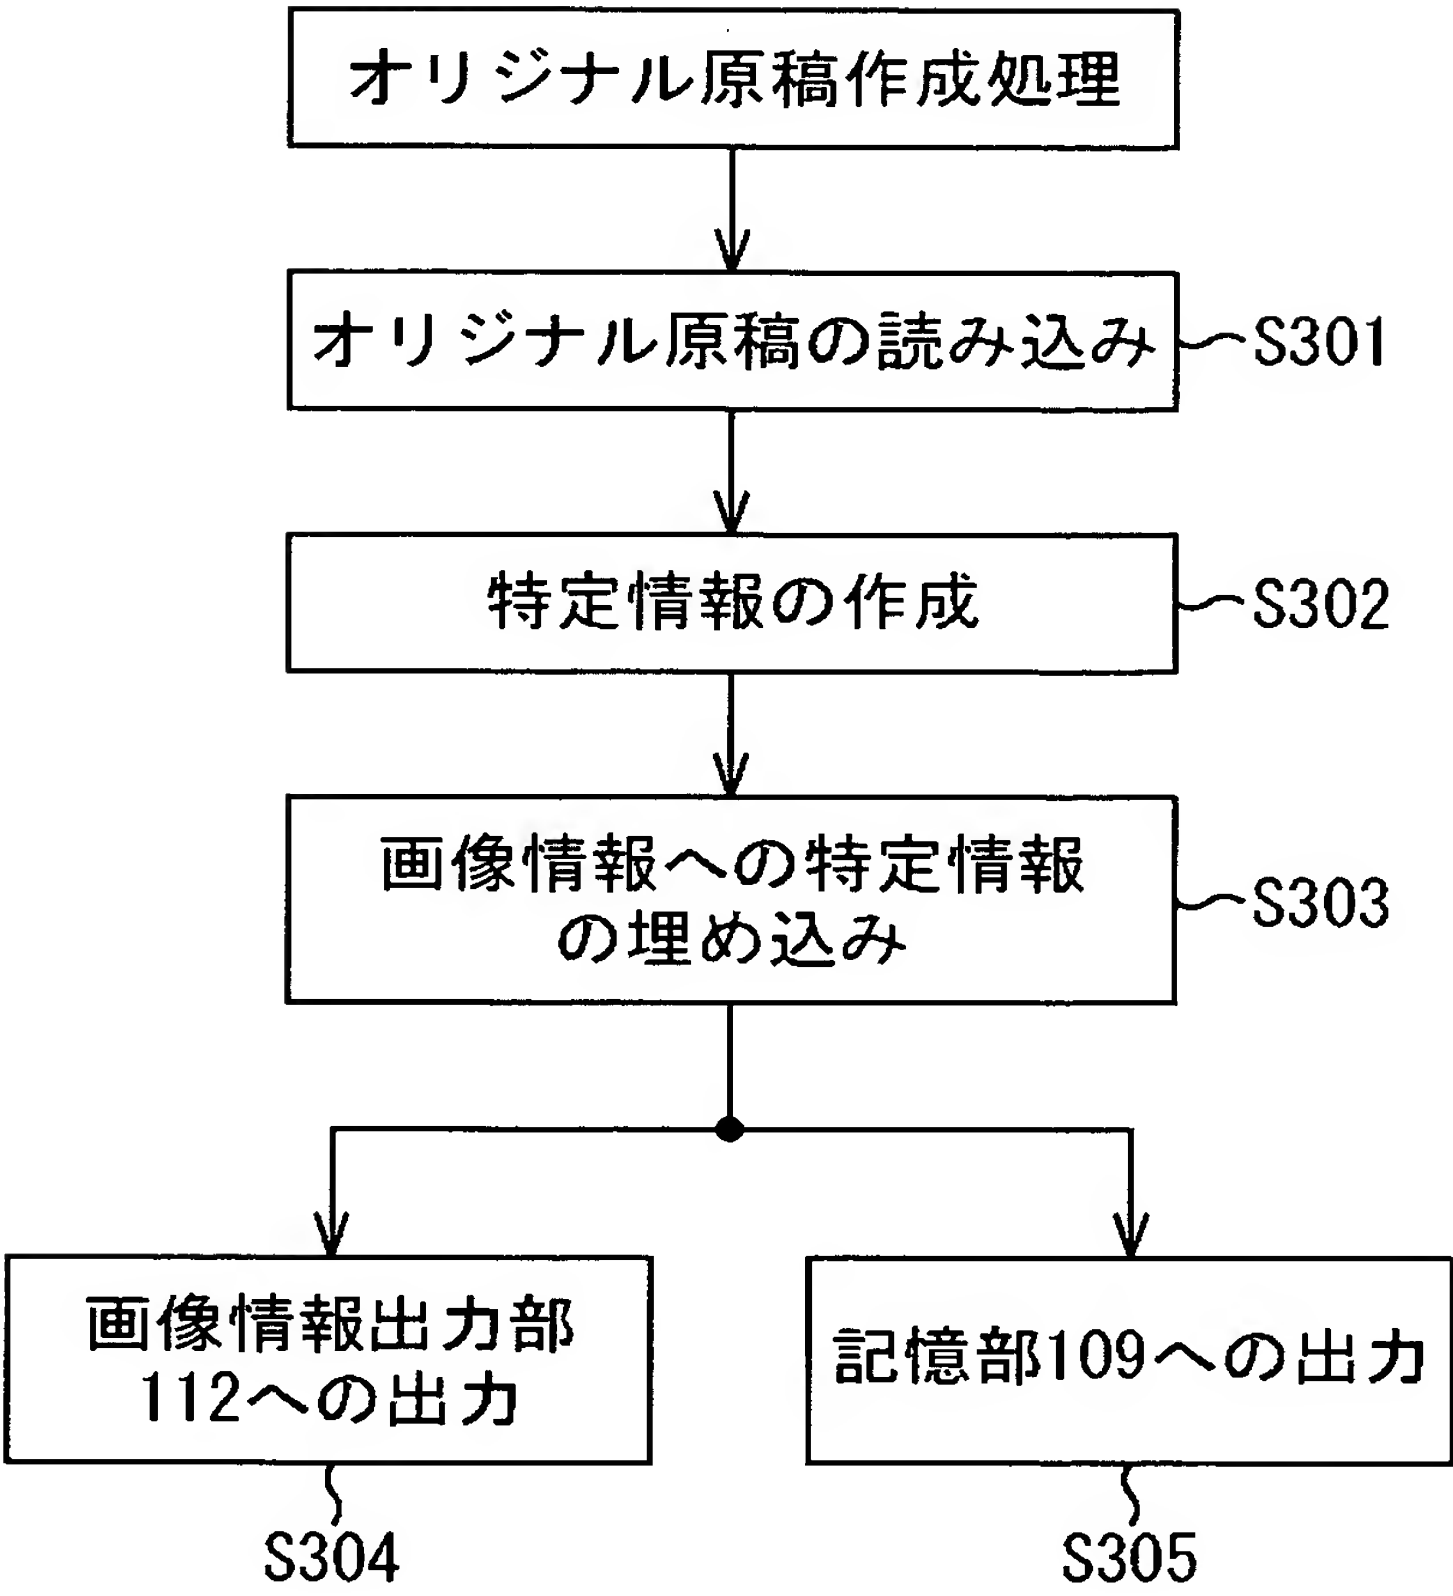 オリジナル原稿作成処理
オリジナル原稿の読み込み
S301
特定情報の作成
S302
画像情報への特定情報
の埋め込み
S303
画像情報出力部
112への出力
S304
記憶部109への出力
S305